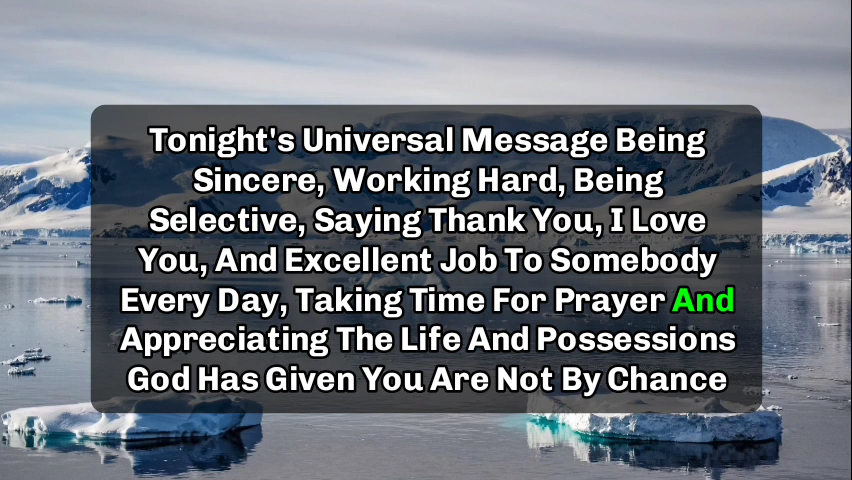 Tonight's Universal Message Being
Sincere, Working Hard, Being
Selective, Saying Thank You, I Love
You, And Excellent Job To Somebody
Every Day, Taking Time For Prayer And
Appreciating The Life And Possessions
God Has Given You Are Not By Chance